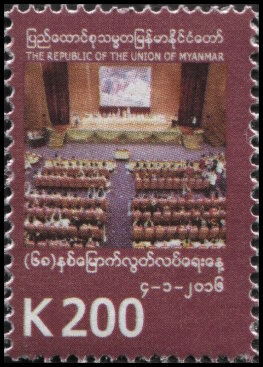 ပြည်ထောင်စုသမ္မတမြန်မာနိုင်ငံတော်
THE REPUBLIC OF THE UNION OF MYANMAR
(၆၈)နှစ်မြောက်လွတ်လပ်ရေးနေ့
၄-၁-၂၀၁၆
K 200